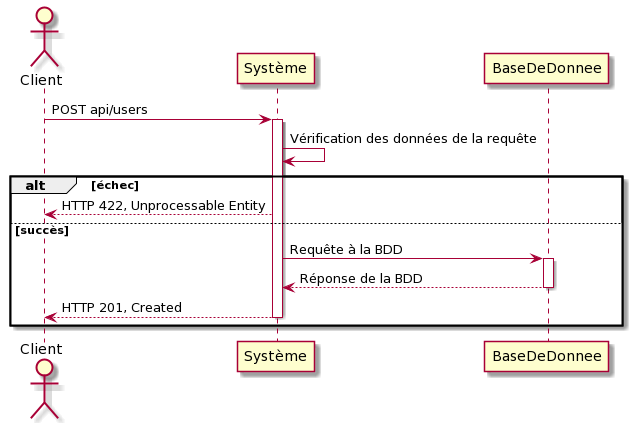 Client
Système
BaseDeDonnee
POST api/users
Vérification des données de la requête
alt
[échec]
HTTP 422, Unprocessable Entity
[succès]
Requête à la BDD
Réponse de la BDD
HTTP 201, Created
Client
Système
BaseDeDonnee